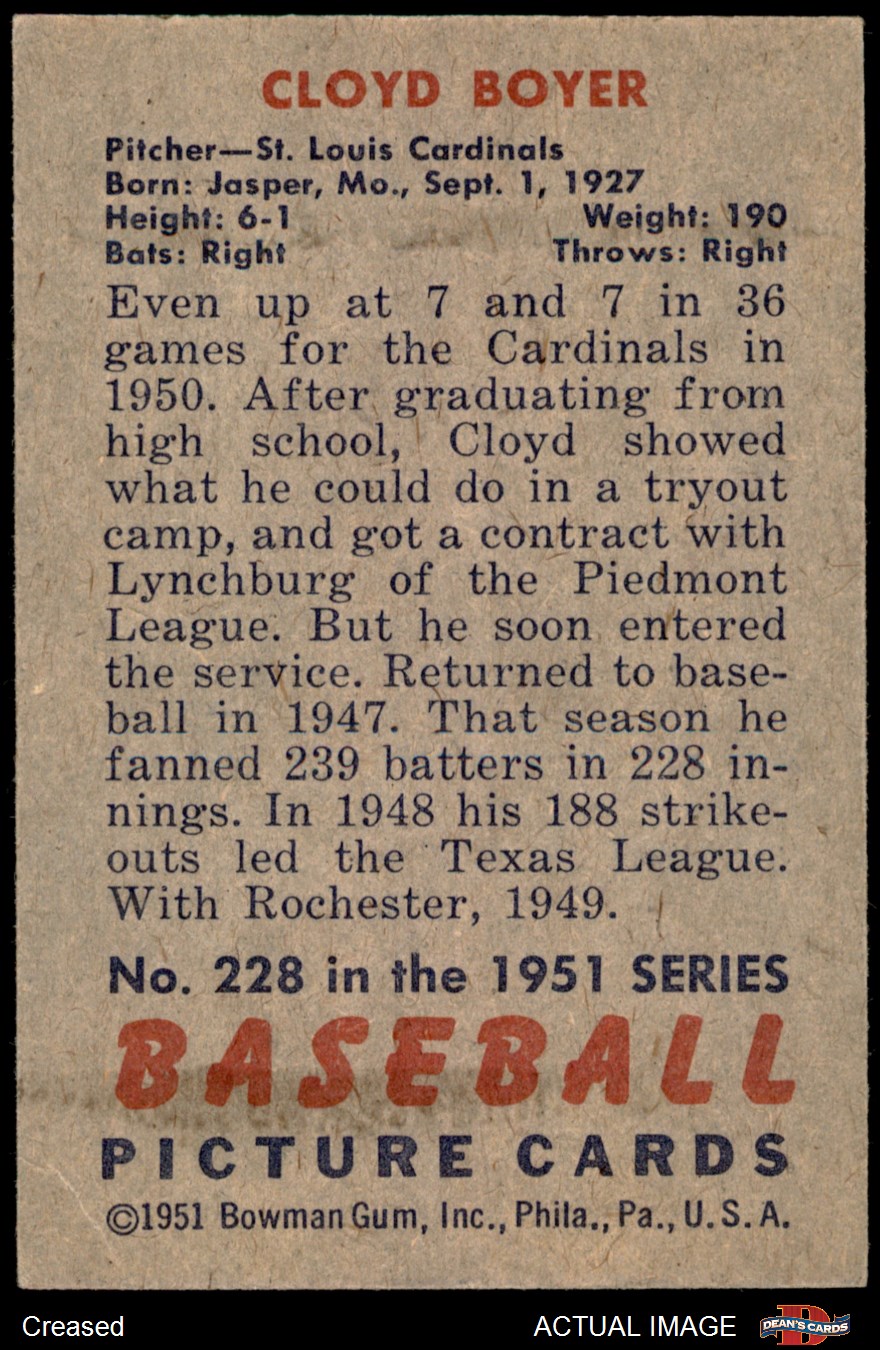 CLOYD BOYER
Pitcher—St. Louis Cardinals
Born: Jasper, Mo., Sept. 1, 1927
Height: 6-1 Weight: 190
Bats: Right Throws: Right
Even up at 7 and 7 in 36
games for the Cardinals in
1950. After graduating from
high school, Cloyd showed
what he could do in a tryout
camp, and got a contract with
Lynchburg of the Piedmont
League. But he soon entered
the service. Returned to base-
ball in 1947. That season he
fanned 239 batters in 228 in-
nings. In 1948 his 188 strike-
outs led the Texas League.
With Rochester, 1949.
No. 228 in the 1951 SERIES
BASEBALL
PICTURE CARDS
©1951 Bowman Gum, Inc., Phila., Pa., U.S.A.
Creased ACTUAL IMAGE DEAN'S CARDS